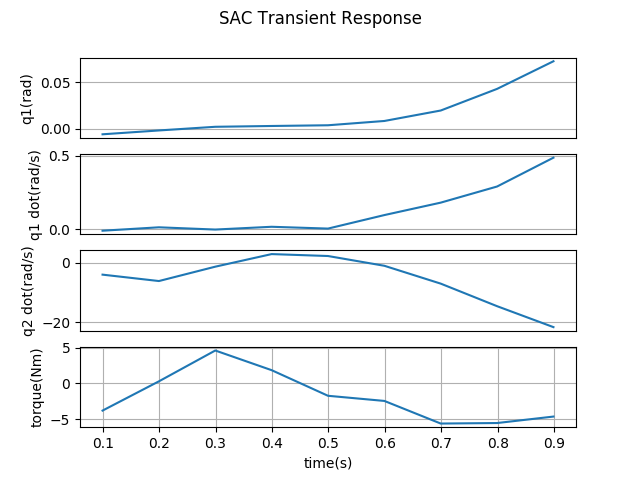 SAC Transient Response
q1(rad)
0.05
0.00
q1 dot(rad/s)
0.5
0.0
q2 dot(rad/s)
0
−20
torque(Nm)
5
0
−5
0.1 0.2 0.3 0.4 0.5 0.6 0.7 0.8 0.9
time(s)